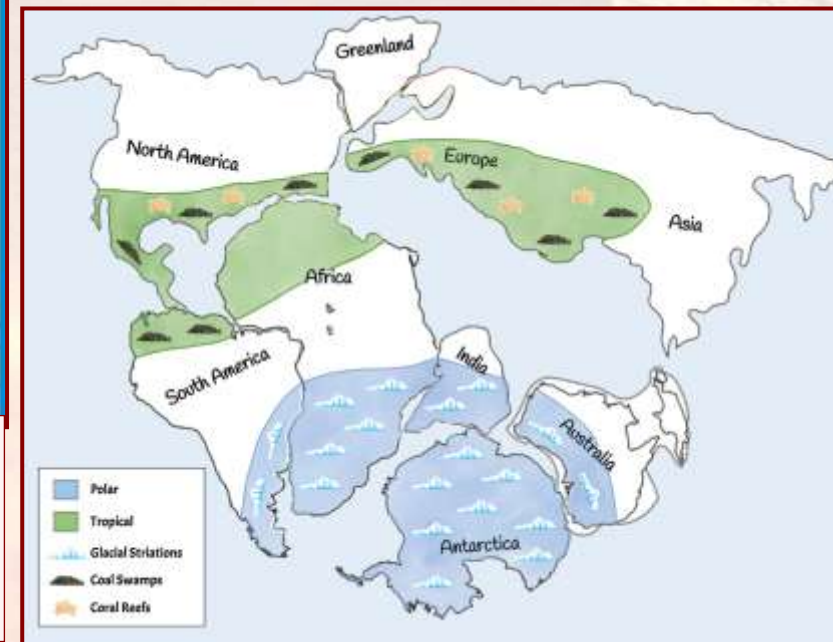 Greenland
North America
Europe
Asia
Africa
India
South America
Australia
Antarctica
Polar
Tropical
Glacial Striations
Coal Swamps
Coral Reefs